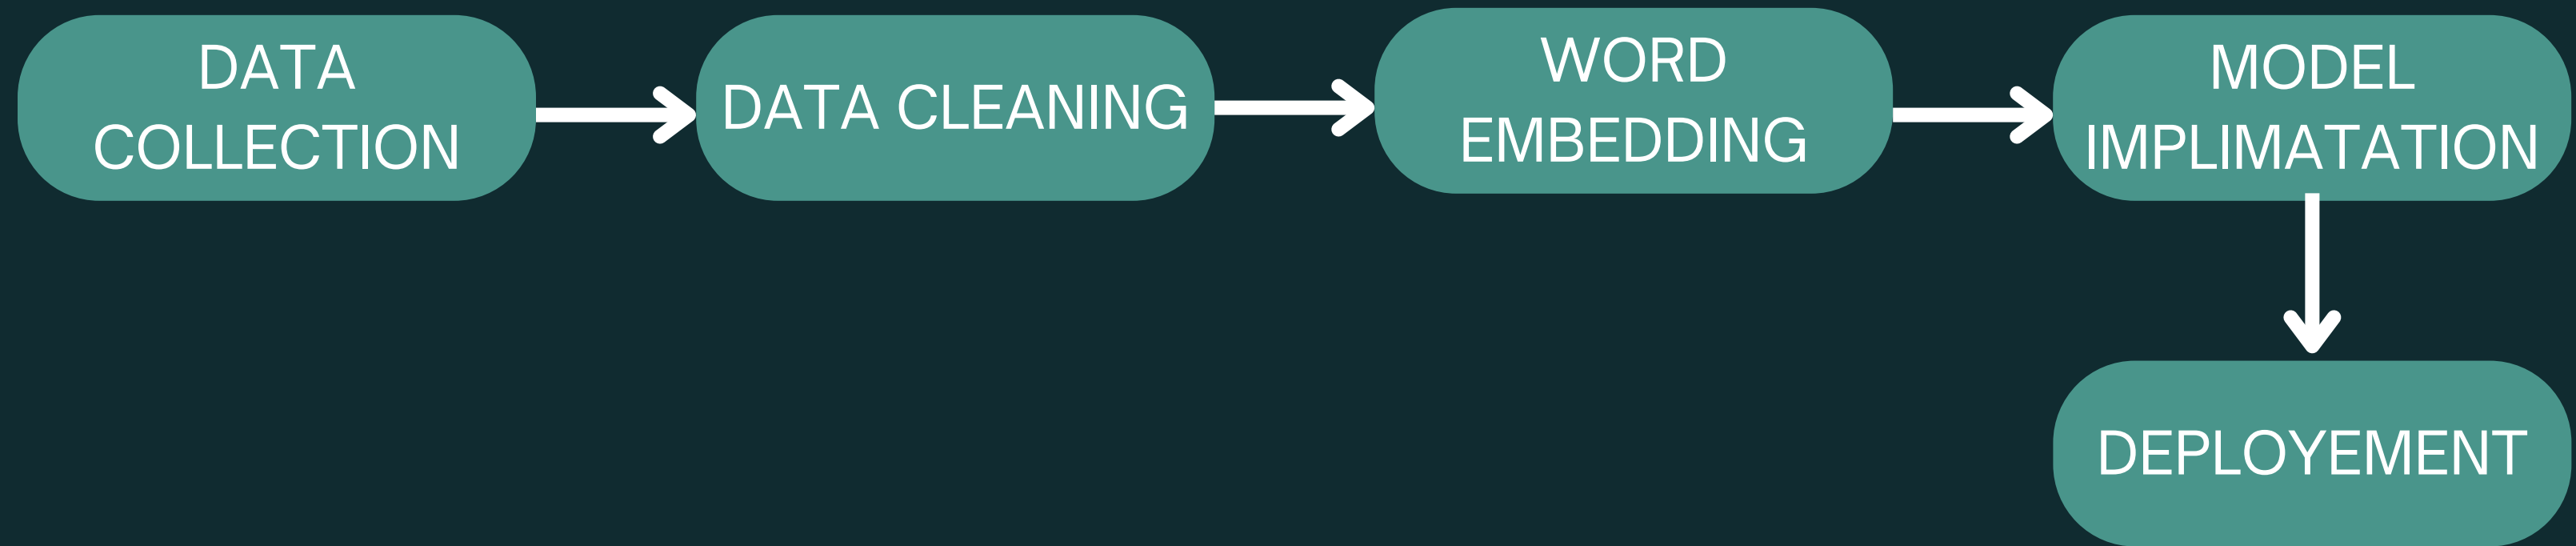 DATA
COLLECTION
DATA CLEANING
WORD
EMBEDDING
MODEL
IMPLIMATATION
DEPLOYEMENT